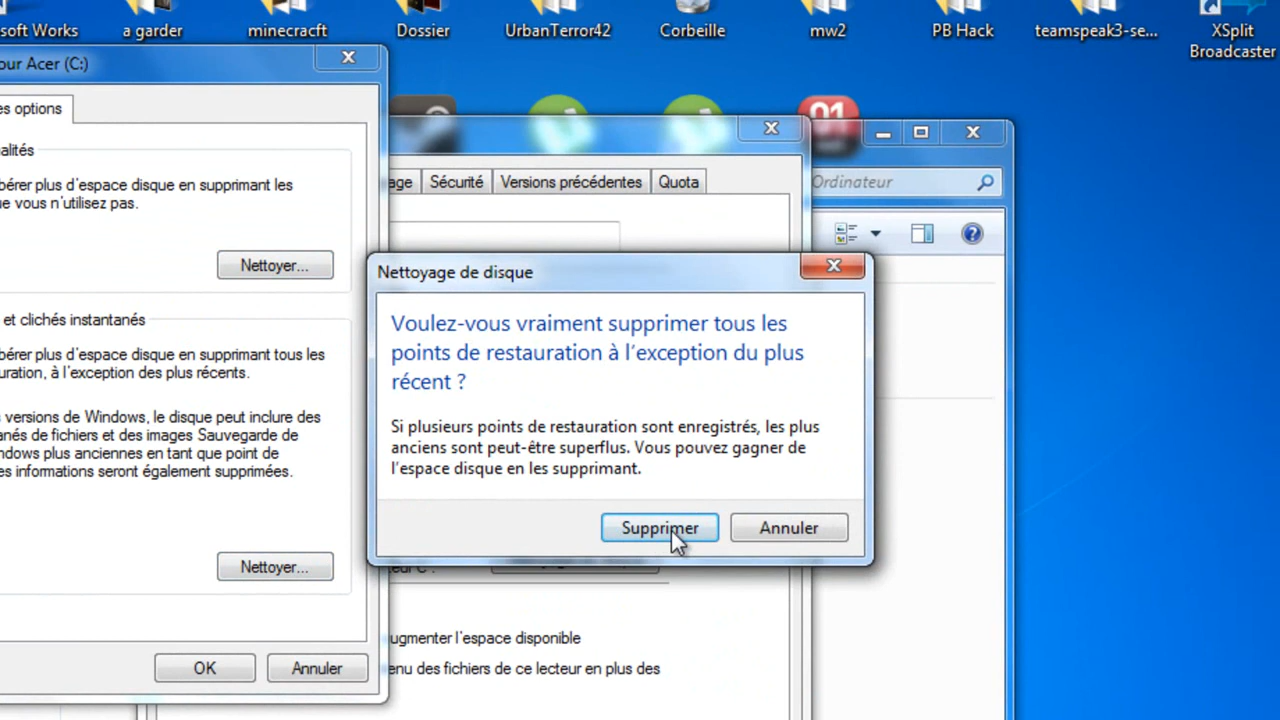 soft Works
a garder
minecracft
Dossier
UrbanTerror42
Corbeille
mw2
PB Hack
teamspeak3-se...
XSplit
Broadcaster
our Acer (C:)
es options
alités
bérer plus d'espace disque en supprimant les
ue vous n'utilisez pas.
Nettoyer...
et clichés instantanés
bérer plus d'espace disque en supprimant tous les
uration, à l'exception des plus récents.
s versions de Windows, le disque peut inclure des
anés de fichiers et des images Sauvegarde de
ndows plus anciennes en tant que point de
es informations seront également supprimées.
Nettoyer...
OK
Annuler
age
Sécurité
Versions précédentes
Quota
01
Ordinateur
Nettoyage de disque
Voulez-vous vraiment supprimer tous les
points de restauration à l'exception du plus
récent ?
Si plusieurs points de restauration sont enregistrés, les plus
anciens sont peut-être superflus. Vous pouvez gagner de
l'espace disque en les supprimant.
Supprimer
Annuler
ugmenter l'espace disponible
enu des fichiers de ce lecteur en plus des